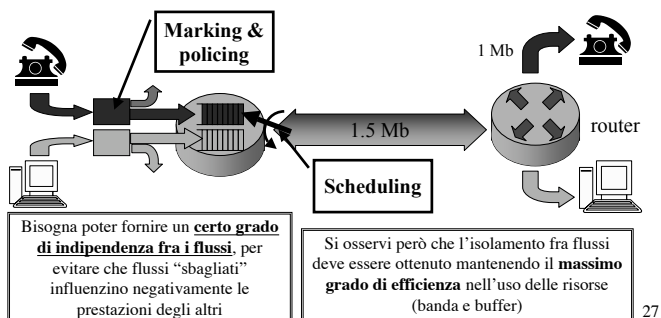 Marking &
policing
1 Mb
1.5 Mb
router
Scheduling
Bisogna poter fornire un certo grado
di indipendenza fra i flussi, per
evitare che flussi “sbagliati”
influenzino negativamente le
prestazioni degli altri
Si osservi però che l’isolamento fra flussi
deve essere ottenuto mantenendo il massimo
grado di efficienza nell’uso delle risorse
(banda e buffer)
27